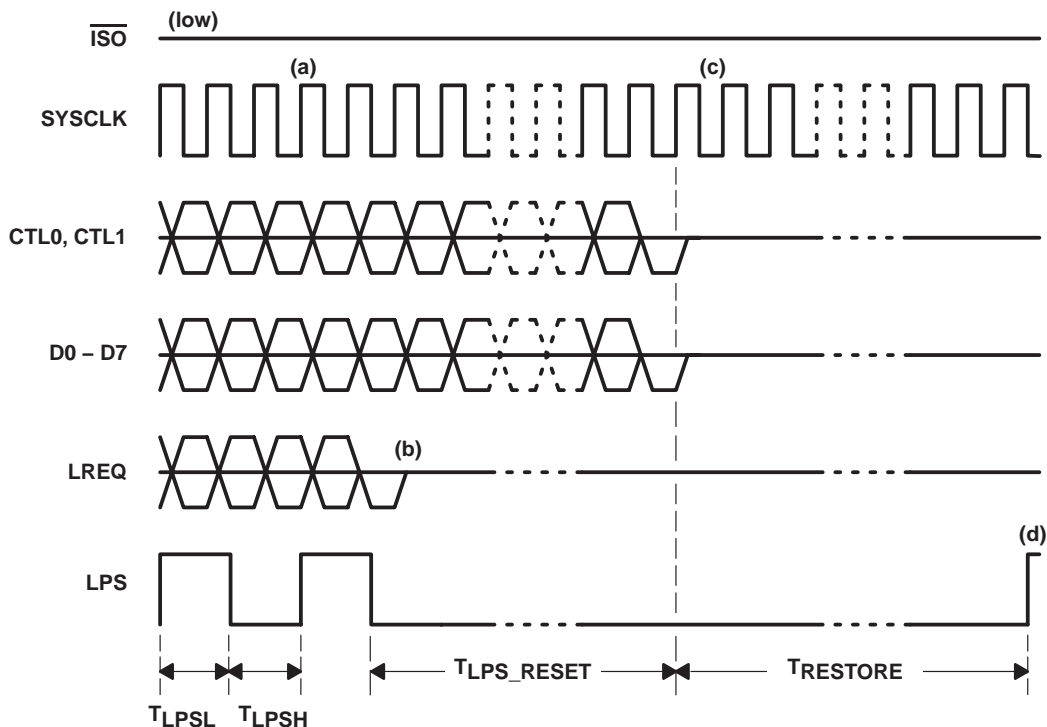 ISO
(low)
(a)
(c)
SYSCLK
CTL0, CTL1
D0 – D7
LREQ
(b)
LPS
(d)
TLPSL
TLPSH
TLPS_RESET
TRESTORE